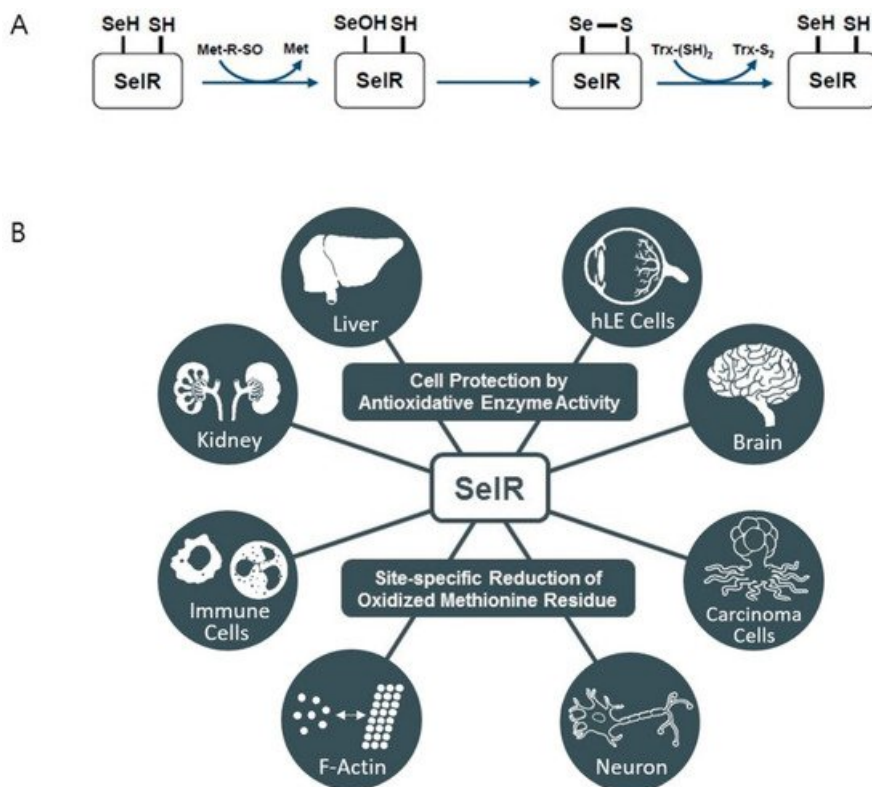 A
SeH SH
SelR
Met-R-SO Met
SeOH SH
SelR
Se — S
SelR
Trx-(SH)₂ Trx-S₂
SeH SH
SelR
B
Liver
hLE Cells
Cell Protection by
Antioxidative Enzyme Activity
Kidney
Brain
SelR
Immune
Cells
Site-specific Reduction of
Oxidized Methionine Residue
Carcinoma
Cells
F-Actin
Neuron